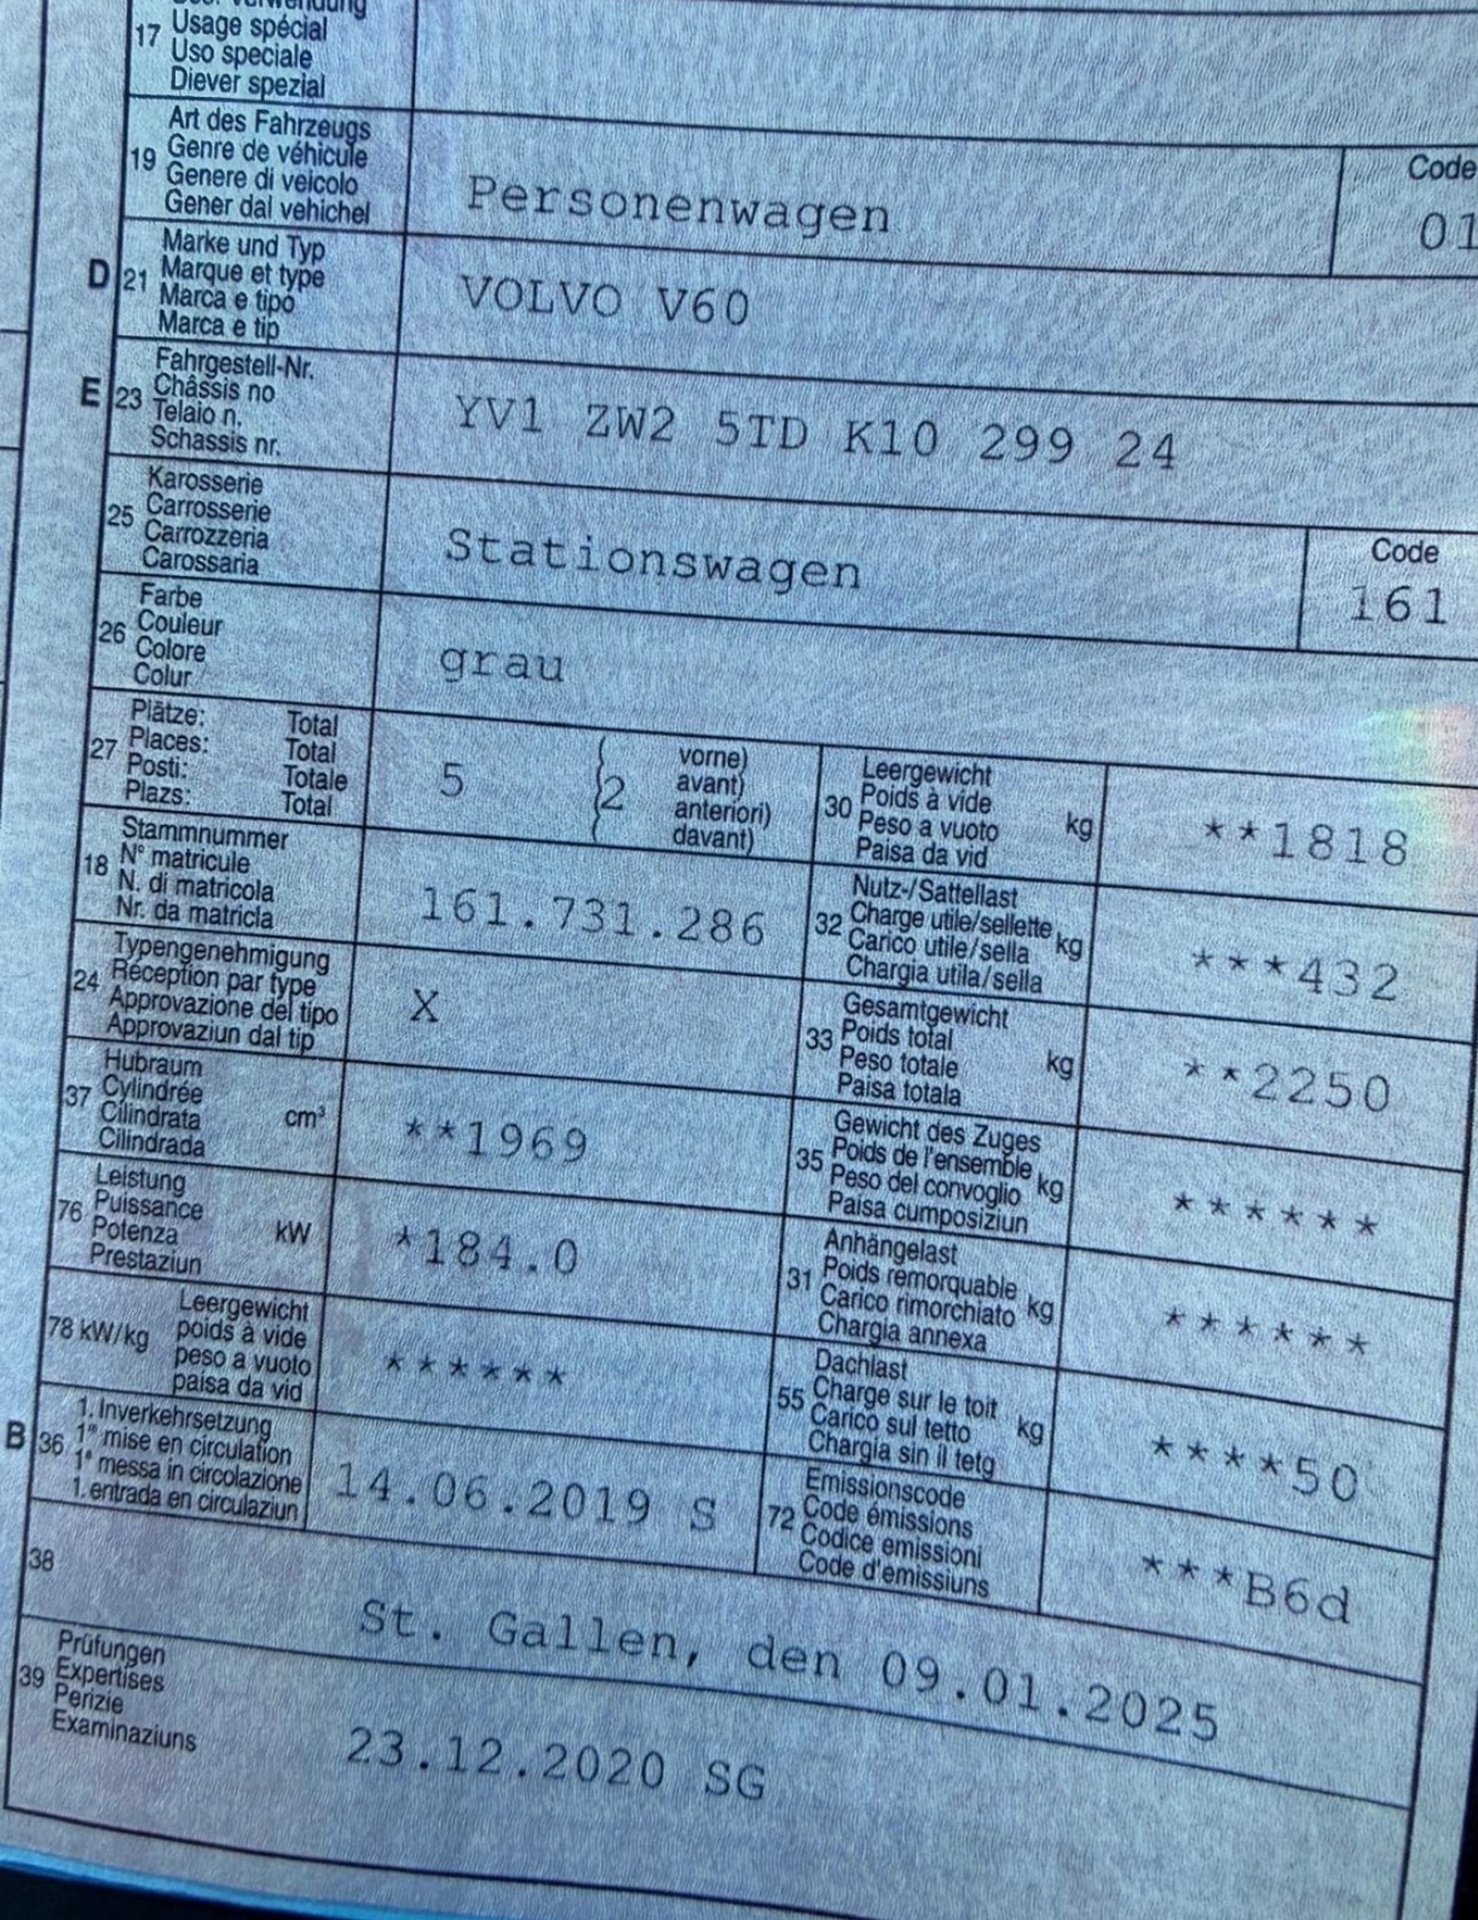 17 Usage spécial
Uso speciale
Diever spezial
Art des Fahrzeugs
19 Genre de véhicule
Genere di veicolo
Gener dal vehichel
Personenwagen
Code
01
Marke und Typ
D 21 Marque et type
Marca e tipo
Marca e tip
VOLVO V60
Fahrgestell-Nr.
E 23 Châssis no
Telaio n.
Schassis nr.
YV1 ZW2 5TD K10 299 24
Karosserie
25 Carrosserie
Carrozzeria
Carossaria
Stationswagen
Code
161
Farbe
26 Couleur
Colore
Colur
grau
Plätze: Total
27 Places: Total
Posti: Totale
Plazs: Total
5
2
vorne)
avant)
anteriori)
davant)
Leergewicht
30 Poids à vide
Peso a vuoto kg
Paisa da vid
**1818
Stammnummer
18 N° matricule
N. di matricola
Nr. da matricla
161.731.286
Nutz-/Sattellast
32 Charge utile/sellette kg
Carico utile/sella
Chargia utila/sella
***432
Typengenehmigung
24 Réception par type
Approvazione del tipo
Approvaziun dal tip
X
Gesamtgewicht
33 Poids total
Peso totale kg
Paisa totala
**2250
Hubraum
37 Cylindrée
Cilindrata cm³
Cilindrada
**1969
Gewicht des Zuges
35 Poids de l'ensemble kg
Peso del convoglio
Paisa cumposiziun
******
Leistung
76 Puissance
Potenza kW
Prestaziun
*184.0
Anhängelast
31 Poids remorquable kg
Carico rimorchiato
Chargia annexa
******
Leergewicht
78 kW/kg poids à vide
peso a vuoto
paisa da vid
******
Dachlast
55 Charge sur le toit kg
Carico sul tetto
Chargia sin il tetg
****50
1. Inverkehrsetzung
B 36 1re mise en circulation
1a messa in circolazione
1. entrada en circulaziun
14.06.2019 S
Emissionscode
72 Code émissions
Codice emissioni
Code d'emissiuns
***B6d
38
St. Gallen, den 09.01.2025
Prüfungen
39 Expertises
Perizie
Examinaziuns
23.12.2020 SG